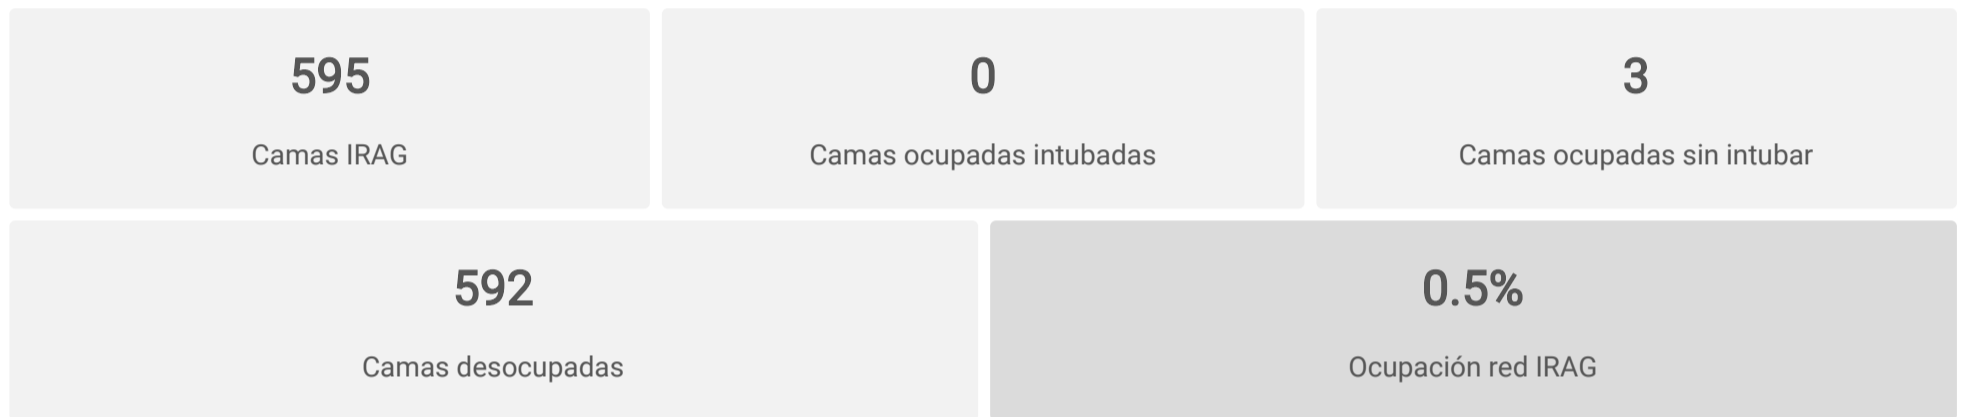 595
Camas IRAG
0
Camas ocupadas intubadas
3
Camas ocupadas sin intubar
592
Camas desocupadas
0.5%
Ocupación red IRAG